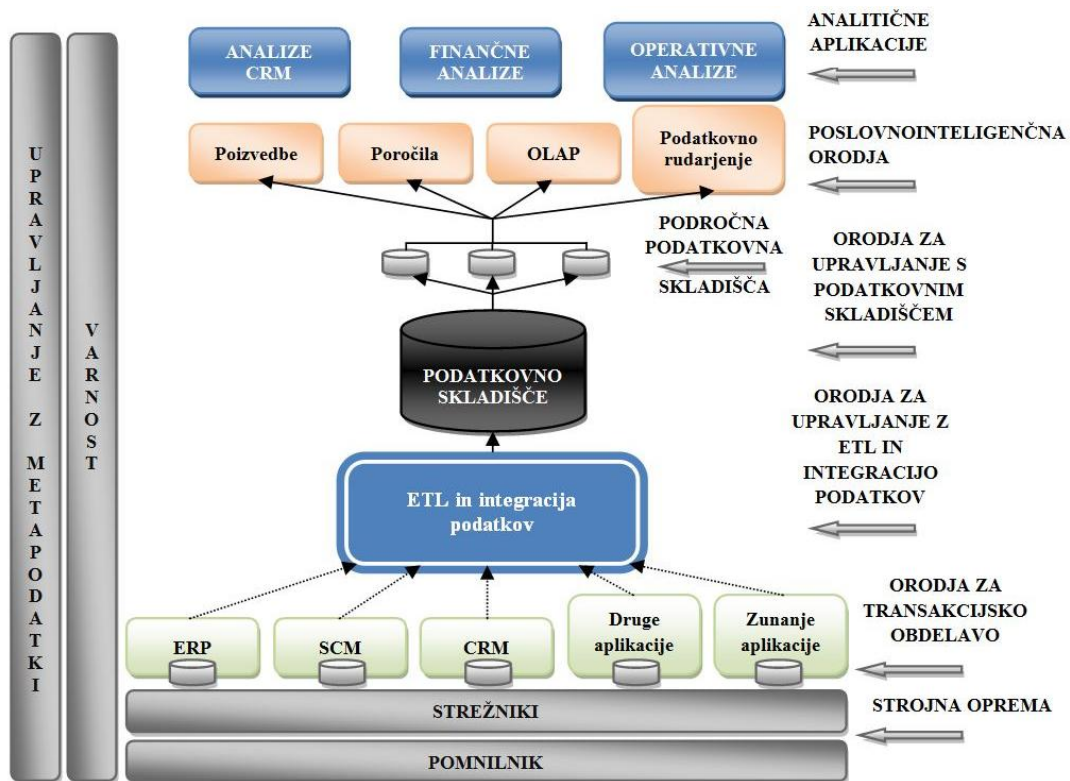 ANALIZE
CRM
FINANČNE
ANALIZE
OPERATIVNE
ANALIZE
ANALITIČNE
APLIKACIJE
Poizvedbe
Poročila
OLAP
Podatkovno
rudarjenje
POSLOVNOINTELIGENČNA
ORODJA
PODROČNA
PODATKOVNA
SKLADIŠČA
ORODJA ZA
UPRAVLJANJE S
PODATKOVNIM
SKLADIŠČEM
PODATKOVNO
SKLADIŠČE
ORODJA ZA
UPRAVLJANJE Z
ETL IN
INTEGRACIJO
PODATKOV
ETL in integracija
podatkov
ERP
SCM
CRM
Druge
aplikacije
Zunanje
aplikacije
ORODJA ZA
TRANSAKCIJSKO
OBDELAVO
STREŽNIKI
STROJNA OPREMA
POMNILNIK
UPRAVLJANJE Z METAPODATKI
VARNOST